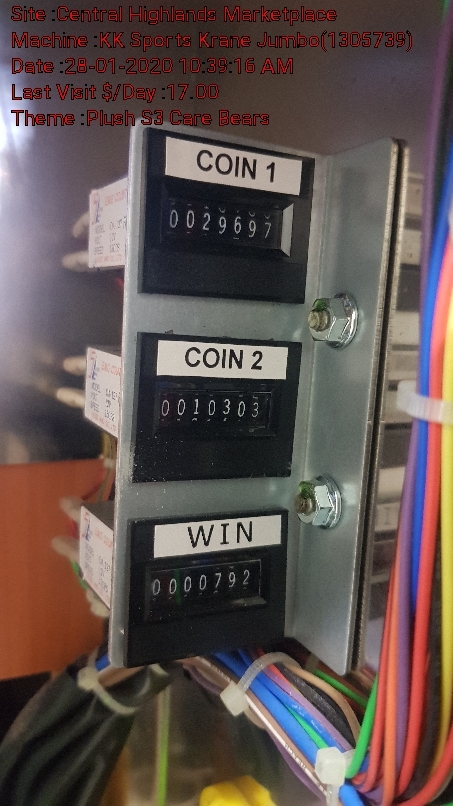 Site :Central Highlands Marketplace
Machine :KK Sports Krane Jumbo(1305739)
Date :28-01-2020 10:39:16 AM
Last Visit $/Day :17.00
Theme :Plush S3 Care Bears
COIN 1
0029697
COIN 2
0010303
WIN
0000792